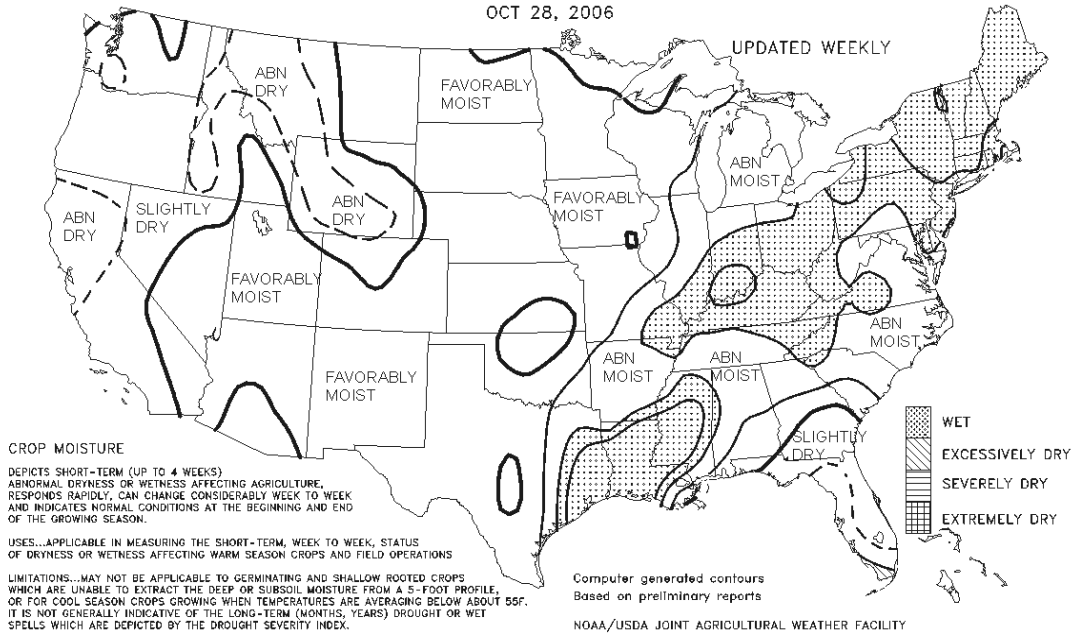 OCT 28, 2006
UPDATED WEEKLY
ABN
DRY
FAVORABLY
MOIST
ABN
MOIST
ABN
DRY
FAVORABLY
MOIST
ABN
DRY
SLIGHTLY
DRY
FAVORABLY
MOIST
ABN
MOIST
FAVORABLY
MOIST
ABN
MOIST
ABN
MOIST
SLIGHTLY
DRY
WET
EXCESSIVELY DRY
SEVERELY DRY
EXTREMELY DRY
CROP MOISTURE
DEPICTS SHORT-TERM (UP TO 4 WEEKS)
ABNORMAL DRYNESS OR WETNESS AFFECTING AGRICULTURE,
RESPONDS RAPIDLY, CAN CHANGE CONSIDERABLY WEEK TO WEEK
AND INDICATES NORMAL CONDITIONS AT THE BEGINNING AND END
OF THE GROWING SEASON.
USES...APPLICABLE IN MEASURING THE SHORT-TERM, WEEK TO WEEK, STATUS
OF DRYNESS OR WETNESS AFFECTING WARM SEASON CROPS AND FIELD OPERATIONS
LIMITATIONS...MAY NOT BE APPLICABLE TO GERMINATING AND SHALLOW ROOTED CROPS
WHICH ARE UNABLE TO EXTRACT THE DEEP OR SUBSOIL MOISTURE FROM A 5-FOOT PROFILE,
OR FOR COOL SEASON CROPS GROWING WHEN TEMPERATURES ARE AVERAGING BELOW ABOUT 55F.
IT IS NOT GENERALLY INDICATIVE OF THE LONG-TERM (MONTHS, YEARS) DROUGHT OR WET
SPELLS WHICH ARE DEPICTED BY THE DROUGHT SEVERITY INDEX.
Computer generated contours
Based on preliminary reports
NOAA/USDA JOINT AGRICULTURAL WEATHER FACILITY